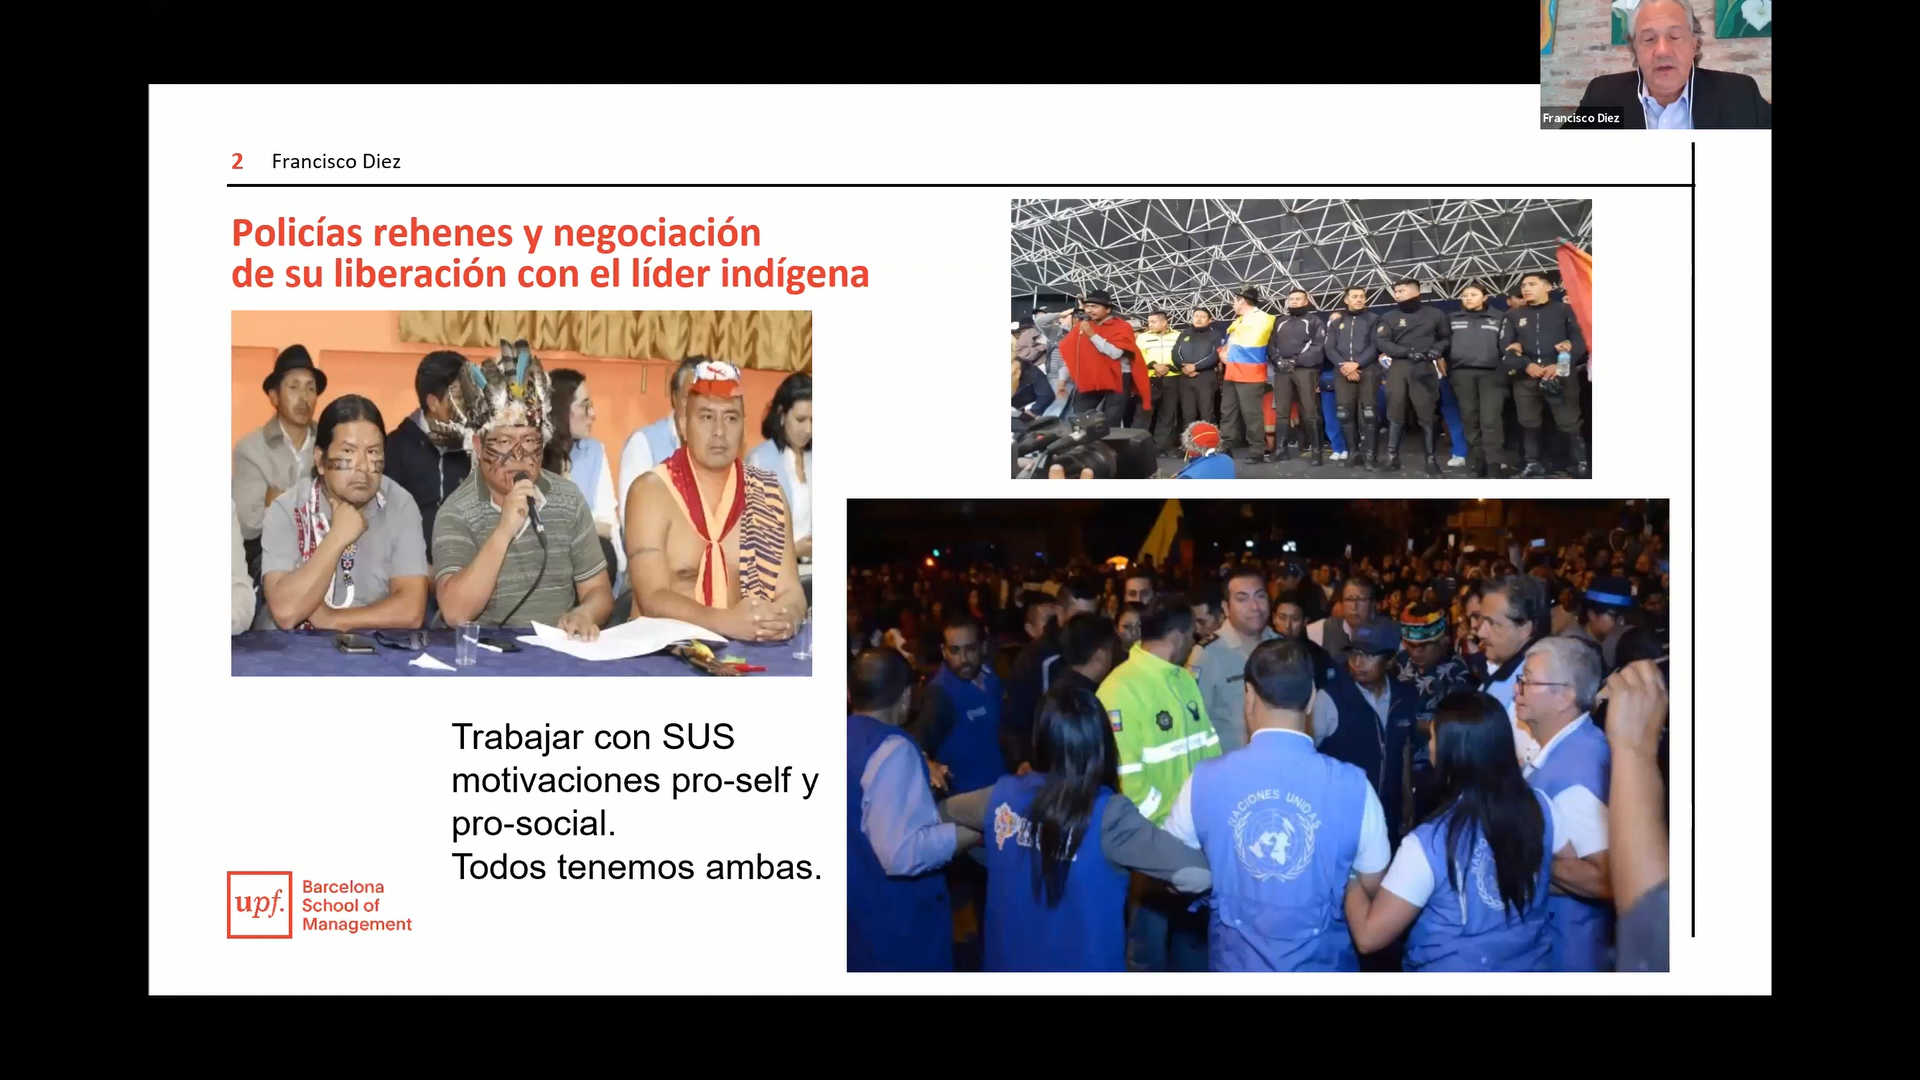 Francisco Diez
2 Francisco Diez
Policías rehenes y negociación
de su liberación con el líder indígena
Trabajar con SUS
motivaciones pro-self y
pro-social.
Todos tenemos ambas.
NACIONES UNIDAS
upf.
Barcelona
School of
Management